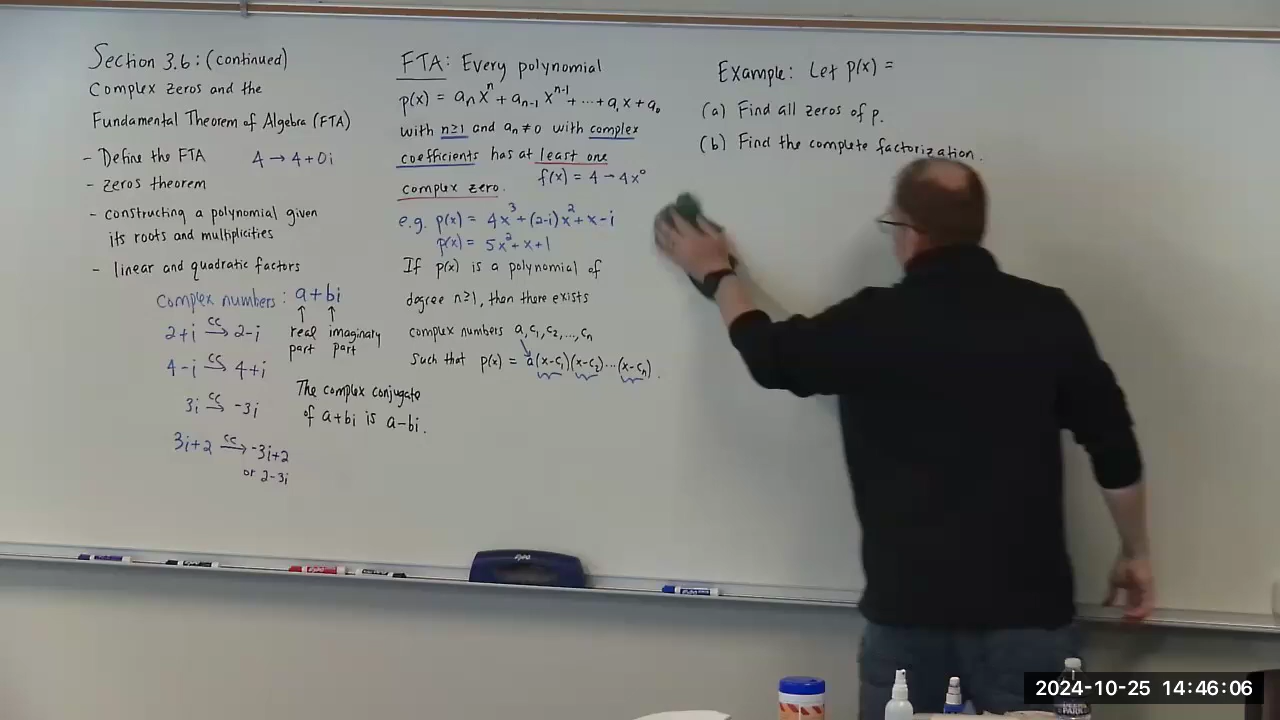 Section 3.6: (continued)
Complex zeros and the
Fundamental Theorem of Algebra (FTA)
- Define the FTA 4 → 4+0i
- zeros theorem
- constructing a polynomial given
its roots and multiplicities
- linear and quadratic factors
complex numbers: a+bi
↑ ↑
real imaginary
part part
2+i cc→ 2-i
4-i cc→ 4+i
3i cc→ -3i
3i+2 cc→ -3i+2
or 2-3i
The complex conjugate
of a+bi is a-bi.
FTA: Every polynomial
p(x) = aₙxⁿ + aₙ₋₁xⁿ⁻¹ + ... + a₁x + a₀
with n≥1 and aₙ≠0 with complex
coefficients has at least one
complex zero. f(x) = 4 → 4x⁰
e.g. p(x) = 4x³+(2-i)x²+x-i
p(x) = 5x²+x+1
If p(x) is a polynomial of
degree n≥1, then there exists
complex numbers a, c₁, c₂, ..., cₙ
such that p(x) = a(x-c₁)(x-c₂)...(x-cₙ).
Example: Let p(x) =
(a) Find all zeros of p.
(b) Find the complete factorization.
2024-10-25 14:46:06